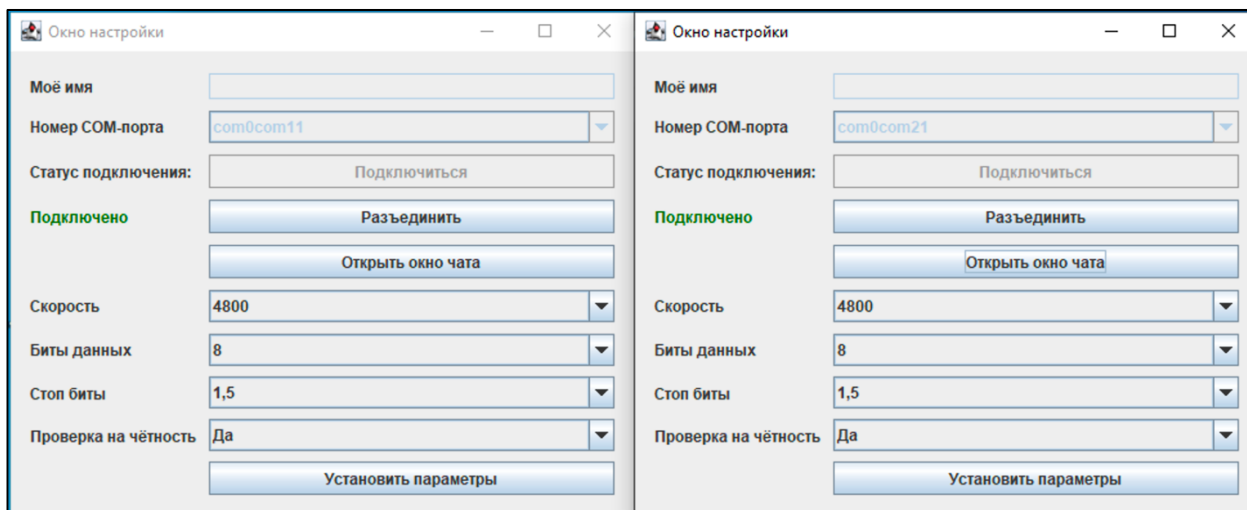 Окно настройки
Моё имя
Номер COM-порта com0com11
Статус подключения: Подключиться
Подключено Разъединить
Открыть окно чата
Скорость 4800
Биты данных 8
Стоп биты 1,5
Проверка на чётность Да
Установить параметры
Окно настройки
Моё имя
Номер COM-порта com0com21
Статус подключения: Подключиться
Подключено Разъединить
Открыть окно чата
Скорость 4800
Биты данных 8
Стоп биты 1,5
Проверка на чётность Да
Установить параметры